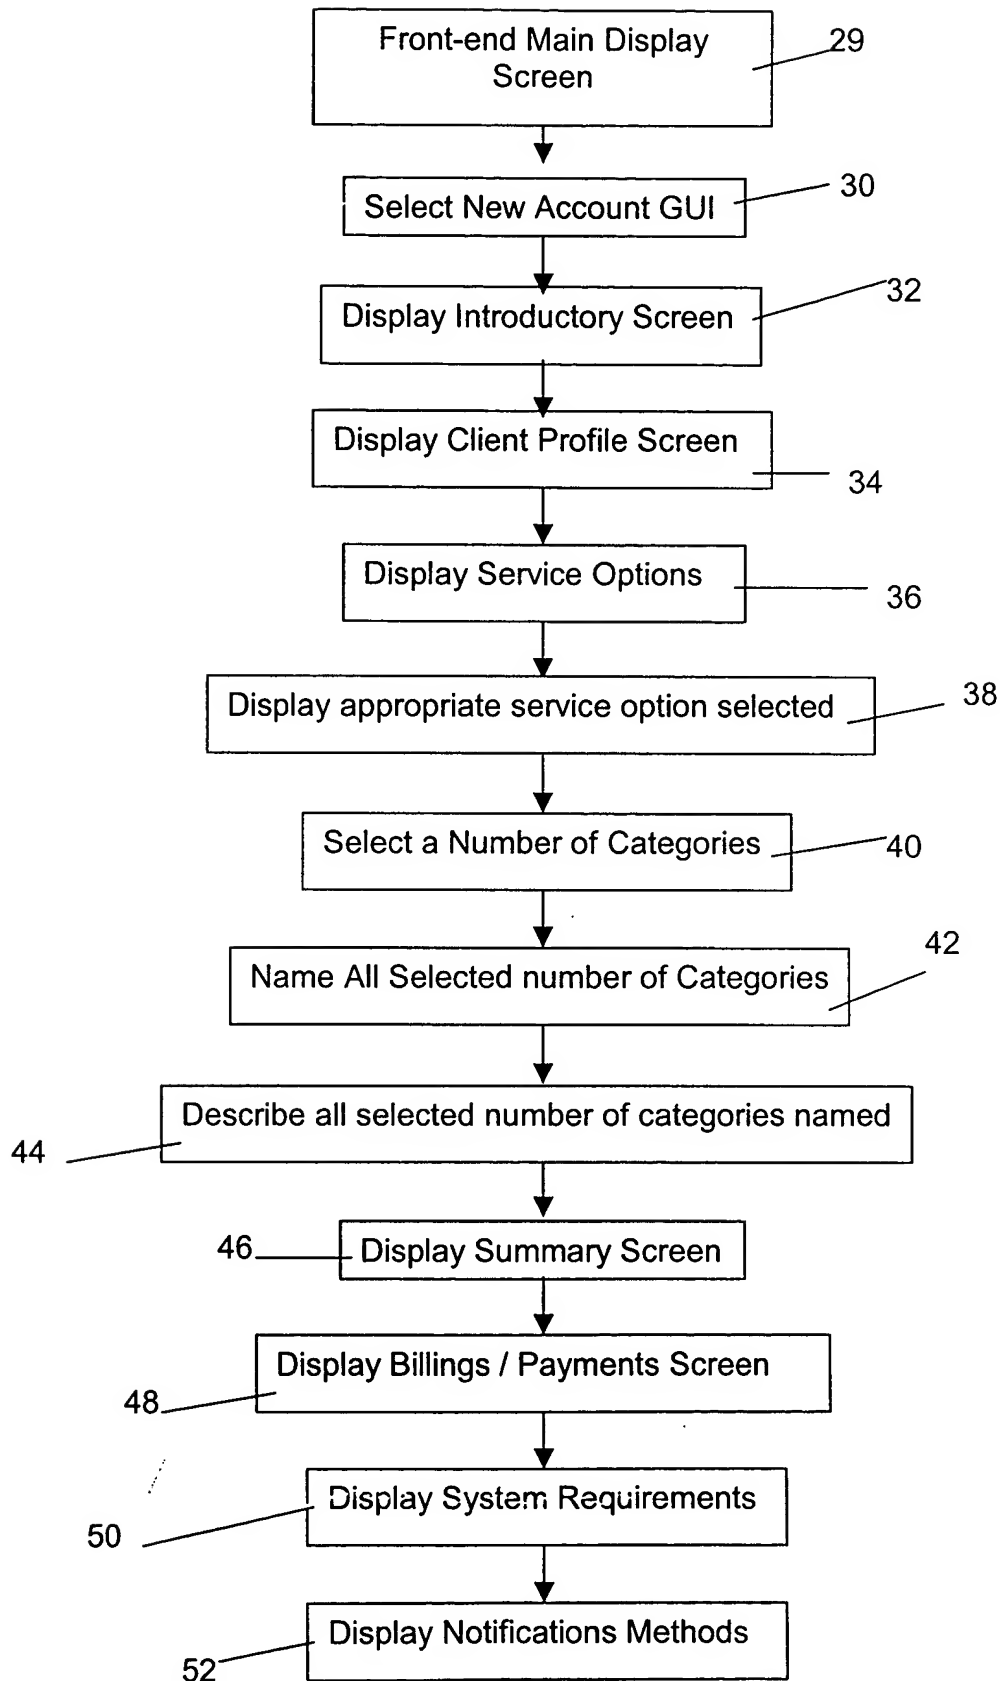 Front-end Main Display
Screen
29
Select New Account GUI
30
Display Introductory Screen
32
Display Client Profile Screen
34
Display Service Options
36
Display appropriate service option selected
38
Select a Number of Categories
40
Name All Selected number of Categories
42
Describe all selected number of categories named
44
46
Display Summary Screen
Display Billings / Payments Screen
48
Display System Requirements
50
Display Notifications Methods
52